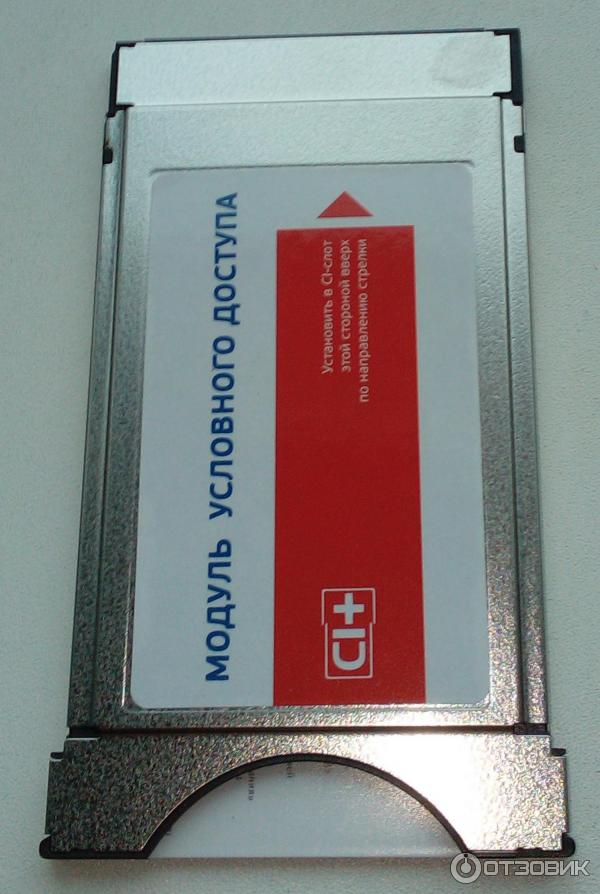 МОДУЛЬ УСЛОВНОГО ДОСТУПА
Установить в CI-слот
этой стороной вверх
по направлению стрелки
CI+
ОТЗОВИК